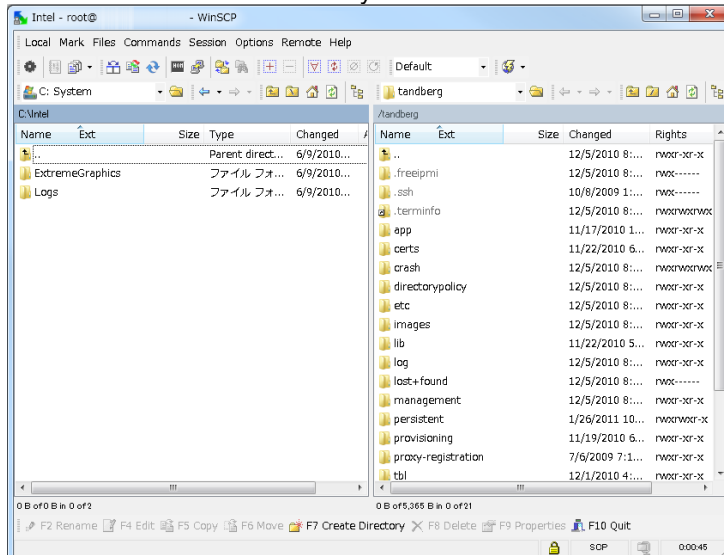 Intel - root@ - WinSCP
Local Mark Files Commands Session Options Remote Help
Default
C: System
tandberg
C:\Intel
/tandberg
Name Ext Size Type Changed
Name Ext Size Changed Rights
.. Parent direct... 6/9/2010...
ExtremeGraphics ファイル フォ... 6/9/2010...
Logs ファイル フォ... 6/9/2010...
.. 12/5/2010 8:... rwxr-xr-x
.freeipmi 12/5/2010 8:... rwx------
.ssh 10/8/2009 1:... rwx------
.terminfo 12/5/2010 8:... rwxrwxrwx
app 11/17/2010 1... rwxr-xr-x
certs 11/22/2010 6... rwxr-xr-x
crash 12/5/2010 8:... rwxrwxrwx
directorypolicy 12/5/2010 8:... rwxr-xr-x
etc 12/5/2010 8:... rwxr-xr-x
images 12/5/2010 8:... rwxr-xr-x
lib 11/22/2010 5... rwxr-xr-x
log 12/5/2010 8:... rwxr-xr-x
lost+found 12/5/2010 8:... rwx------
management 12/5/2010 8:... rwxr-xr-x
persistent 1/26/2011 10... rwxrwxr-x
provisioning 11/19/2010 6... rwxr-xr-x
proxy-registration 7/6/2009 7:1... rwxr-xr-x
tbl 12/1/2010 4:... rwxr-xr-x
0 B of 0 B in 0 of 2
0 B of 5,365 B in 0 of 21
F2 Rename F4 Edit F5 Copy F6 Move F7 Create Directory F8 Delete F9 Properties F10 Quit
SCP 0:00:45